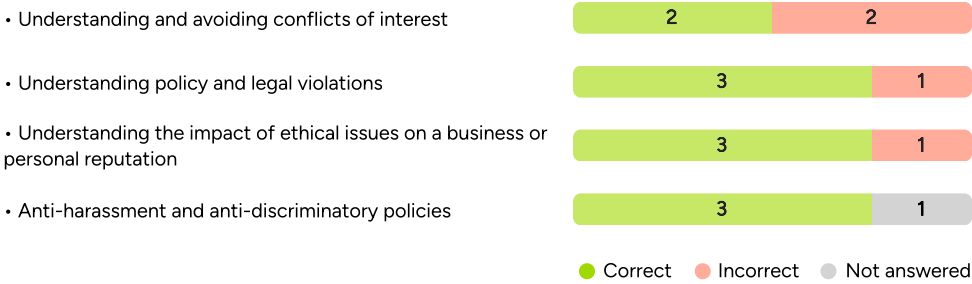 • Understanding and avoiding conflicts of interest
2 2
• Understanding policy and legal violations
3 1
• Understanding the impact of ethical issues on a business or
personal reputation
3 1
• Anti-harassment and anti-discriminatory policies
3 1
Correct Incorrect Not answered